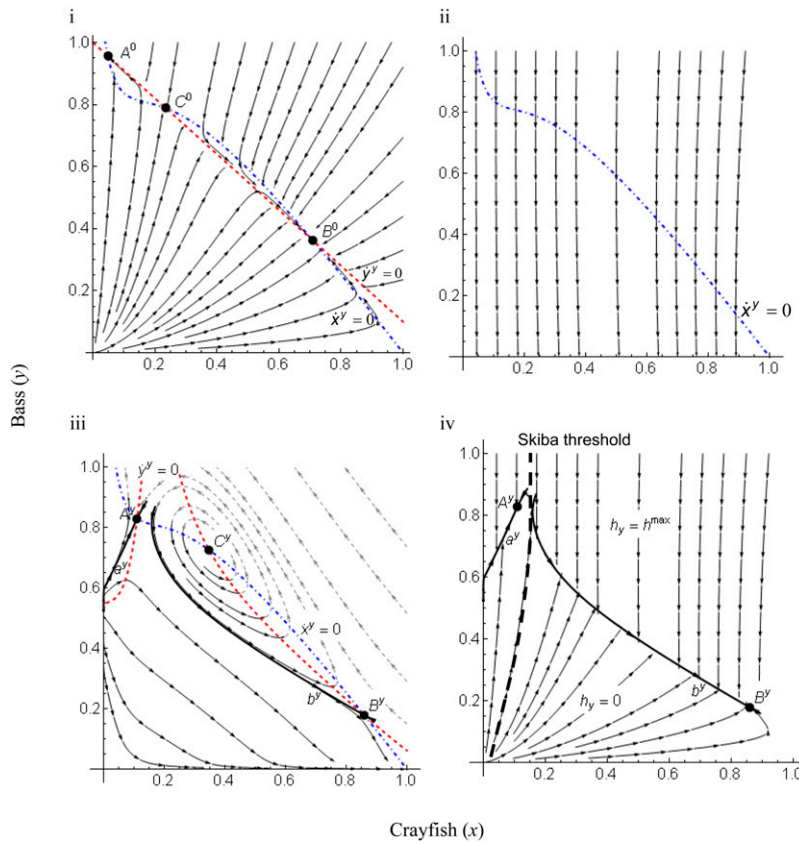 i
1.0
0.8
0.6
0.4
0.2
A⁰
C⁰
B⁰
ẏʸ = 0
ẋʸ = 0
0.2 0.4 0.6 0.8 1.0
ii
1.0
0.8
0.6
0.4
0.2
ẋʸ = 0
0.2 0.4 0.6 0.8 1.0
Bass (y)
iii
1.0
0.8
0.6
0.4
0.2
ẏʸ = 0
Aʸ
Cʸ
aʸ
ẋʸ = 0
bʸ
Bʸ
0.2 0.4 0.6 0.8 1.0
iv
Skiba threshold
1.0
0.8
0.6
0.4
0.2
Aʸ
aʸ
h_y = h^max
h_y = 0
bʸ
Bʸ
0.2 0.4 0.6 0.8 1.0
Crayfish (x)